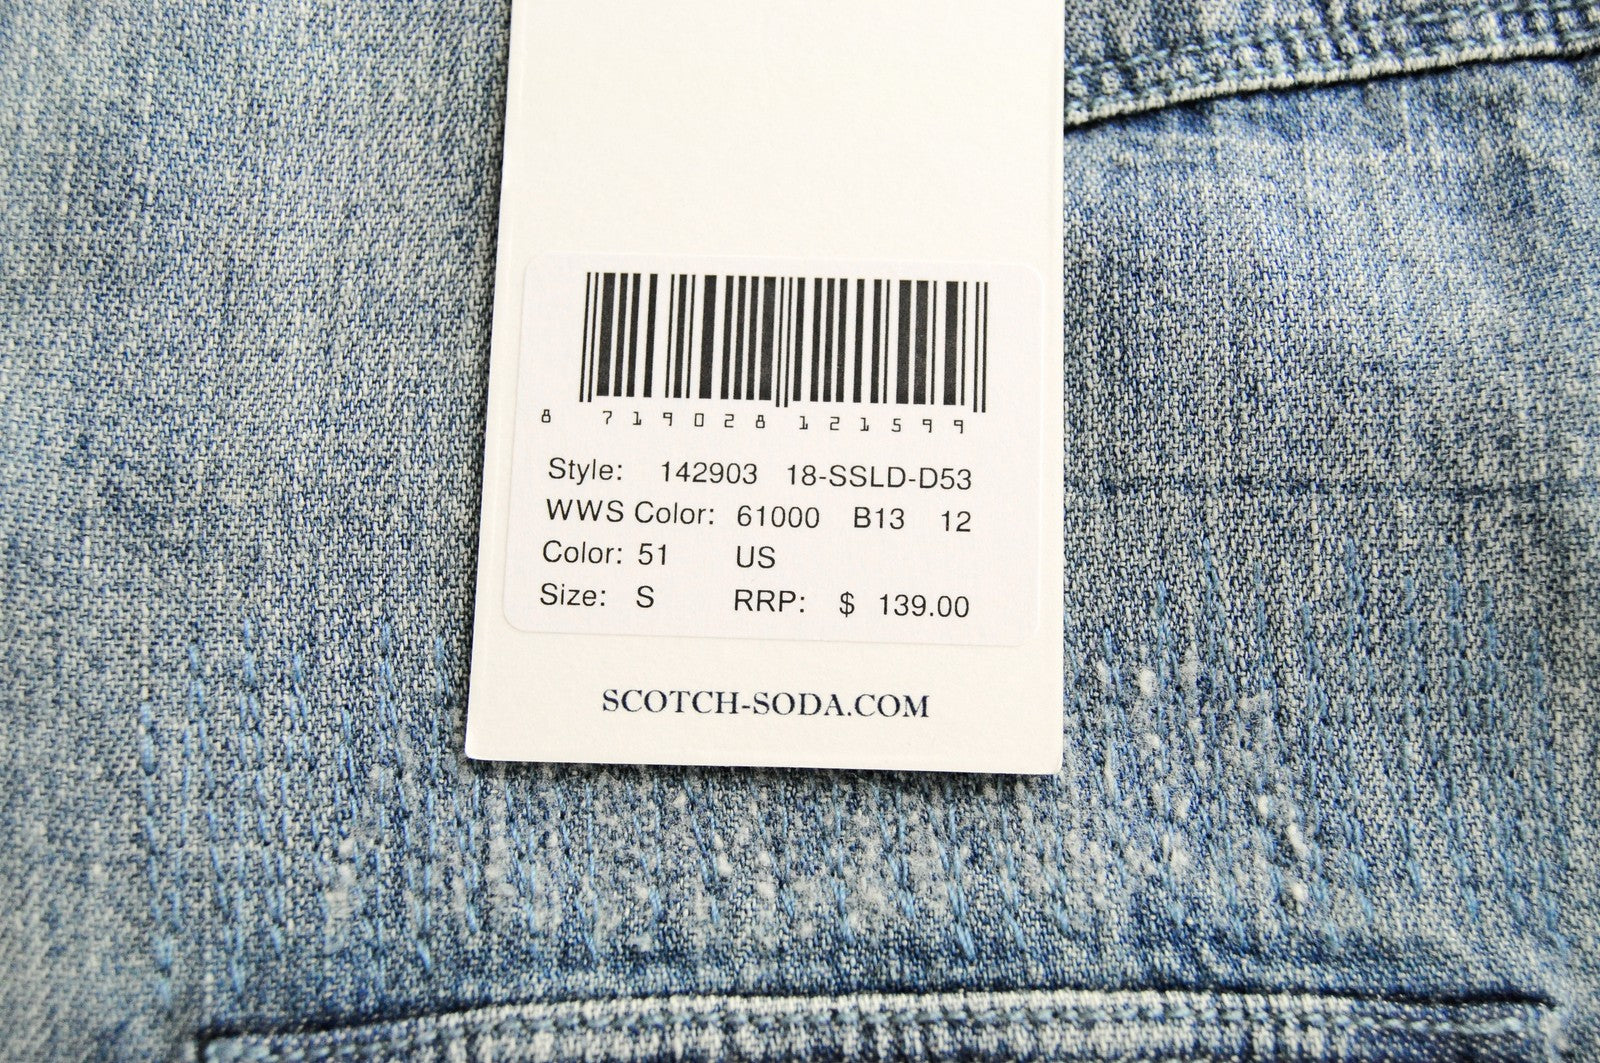 8 719028 121599
Style: 142903 18-SSLD-D53
WWS Color: 61000 B13 12
Color: 51 US
Size: S RRP: $ 139.00
SCOTCH-SODA.COM